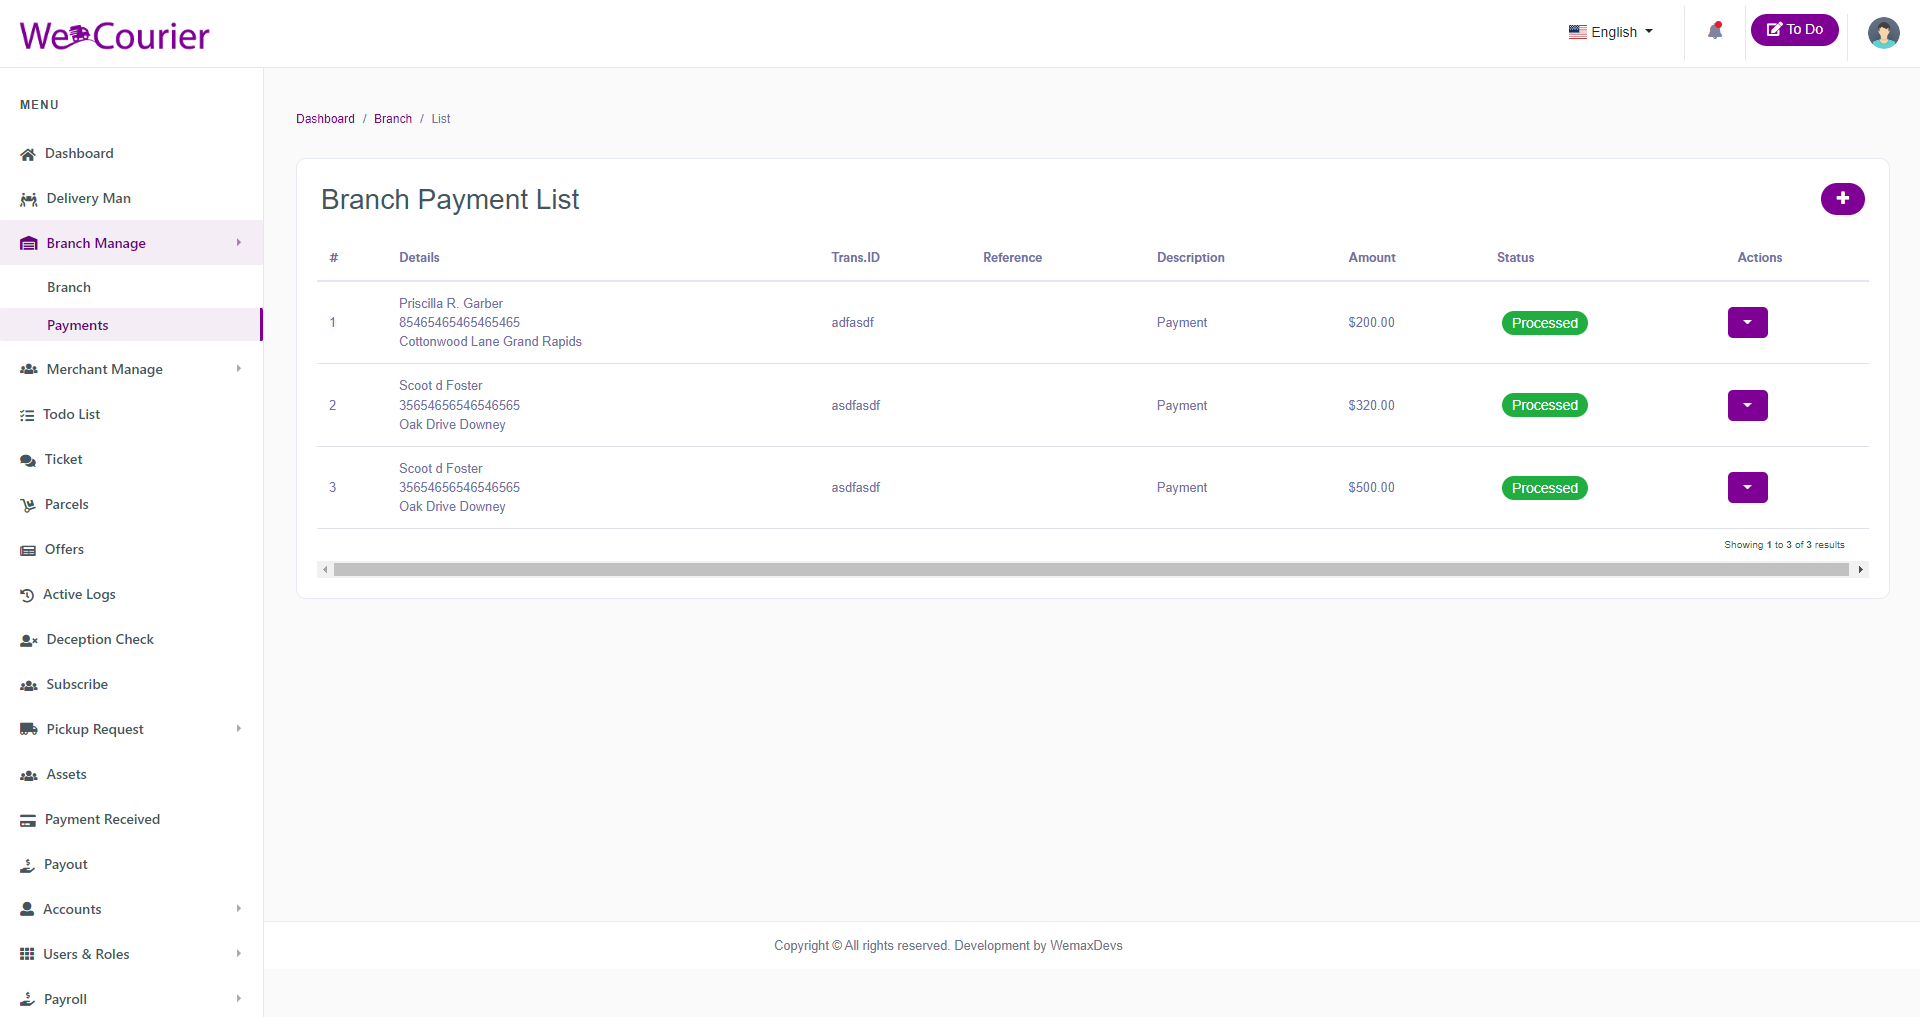 We Courier
English
To Do
MENU
Dashboard
Delivery Man
Branch Manage
Branch
Payments
Merchant Manage
Todo List
Ticket
Parcels
Offers
Active Logs
Deception Check
Subscribe
Pickup Request
Assets
Payment Received
Payout
Accounts
Users & Roles
Payroll
Dashboard / Branch / List
Branch Payment List
# Details Trans.ID Reference Description Amount Status Actions
Priscilla R. Garber
1 85465465465465465 adfasdf Payment $200.00 Processed
Cottonwood Lane Grand Rapids
Scoot d Foster
2 35654656546546565 asdfasdf Payment $320.00 Processed
Oak Drive Downey
Scoot d Foster
3 35654656546546565 asdfasdf Payment $500.00 Processed
Oak Drive Downey
Showing 1 to 3 of 3 results
Copyright © All rights reserved. Development by WemaxDevs